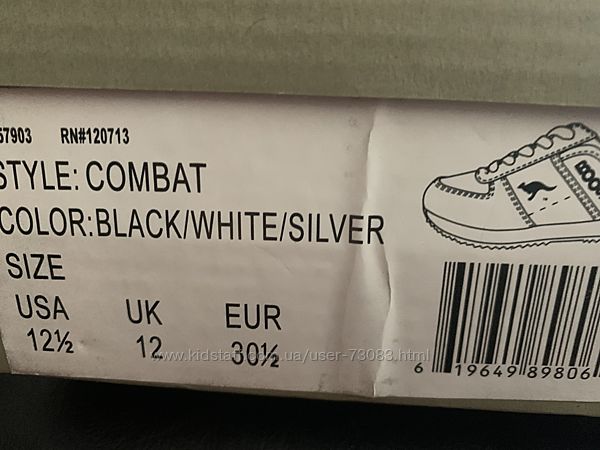 57903 RN#120713
STYLE: COMBAT
COLOR:BLACK/WHITE/SILVER
SIZE
USA UK EUR
12½ 12 30½
www.kidstaff.com.ua/user-73083.html
6 19649 89806